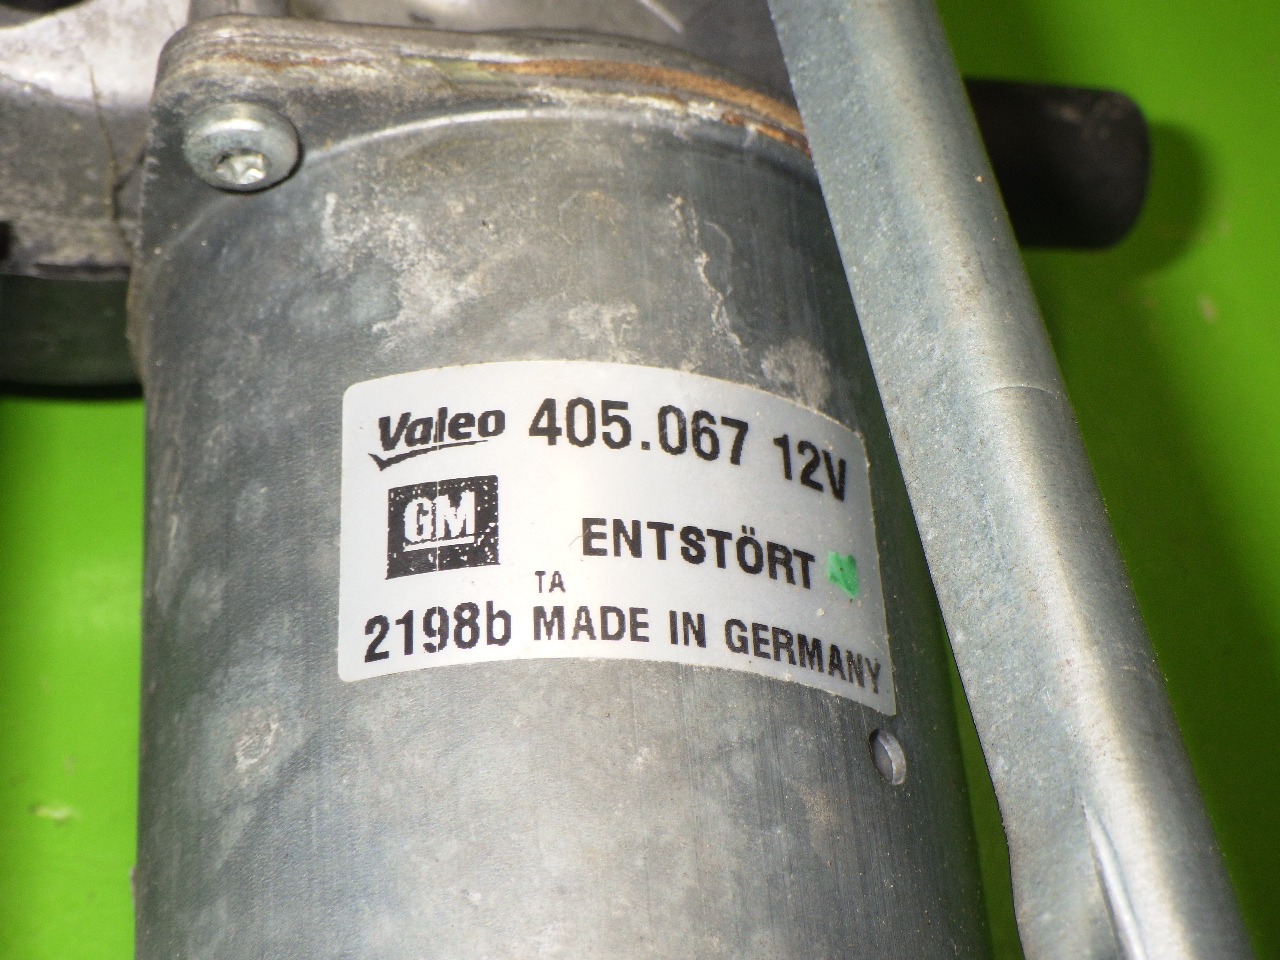 Valeo 405.067 12V
GM
ENTSTÖRT
TA
2198b MADE IN GERMANY